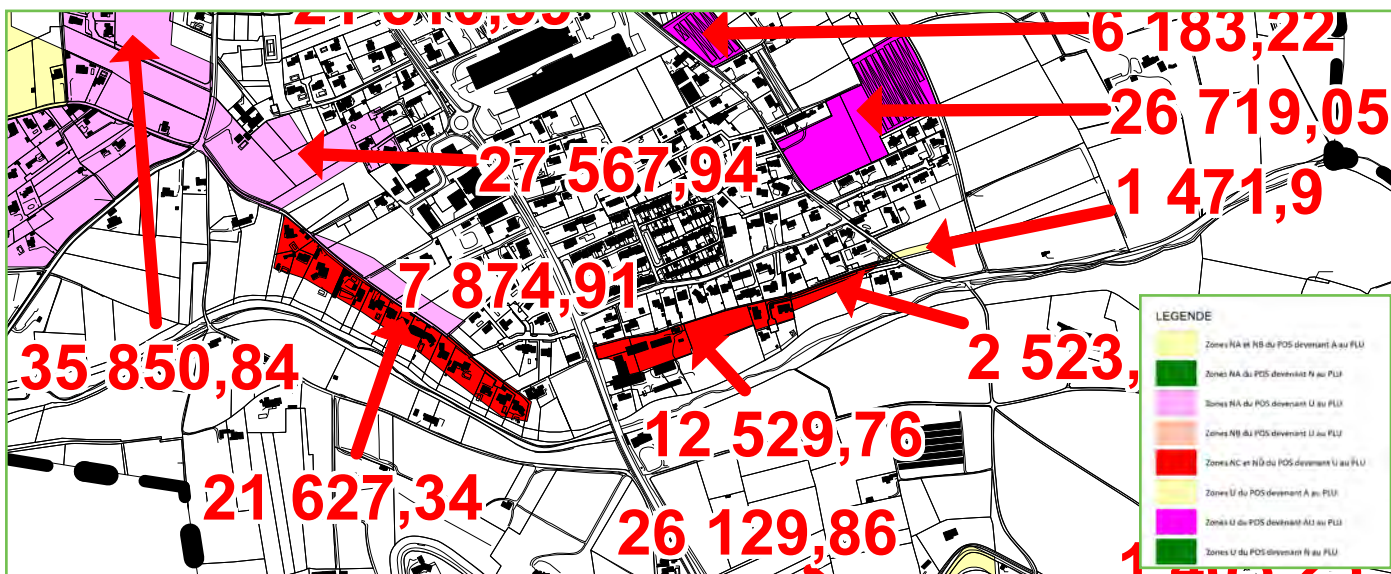 6 183,22
26 719,05
27 567,94
1 471,9
7 874,91
35 850,84
2 523,
12 529,76
21 627,34
26 129,86
LEGENDE
Zones NA et NB du POS devenant A au PLU
Zones NA du POS devenant N au PLU
Zones NA du POS devenant U au PLU
Zones NB du POS devenant U au PLU
Zones NC et ND du POS devenant U au PLU
Zones U du POS devenant A au PLU
Zones U du POS devenant AU au PLU
Zones U du POS devenant N au PLU